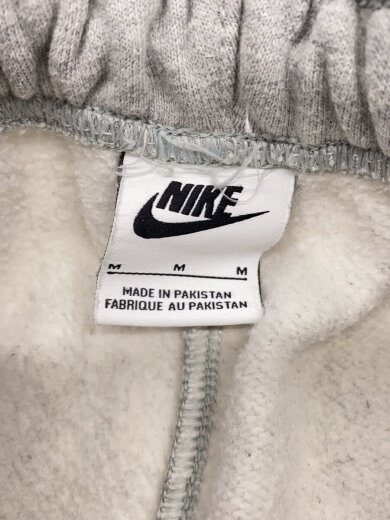 NIKE
M M M
MADE IN PAKISTAN
FABRIQUE AU PAKISTAN